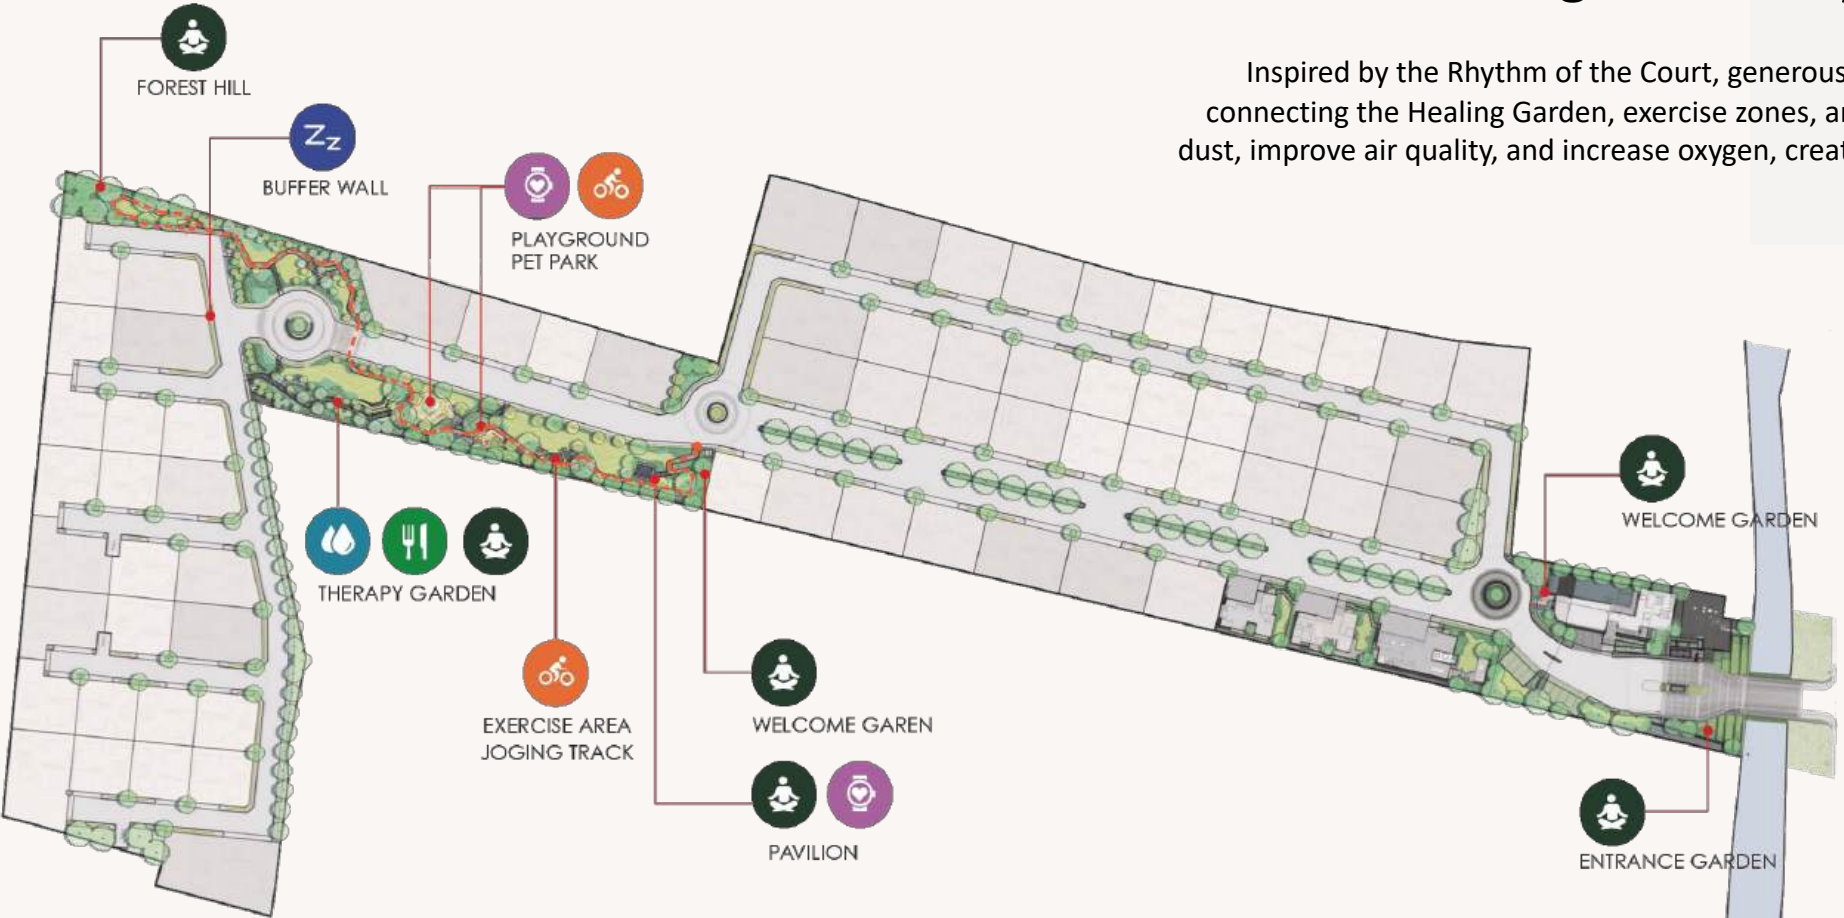 Inspired by the Rhythm of the Court, generous
connecting the Healing Garden, exercise zones,
dust, improve air quality, and increase oxygen,
FOREST HILL
Zz
BUFFER WALL
PLAYGROUND
PET PARK
WELCOME GARDEN
THERAPY GARDEN
EXERCISE AREA
JOGING TRACK
WELCOME GAREN
PAVILION
ENTRANCE GARDEN